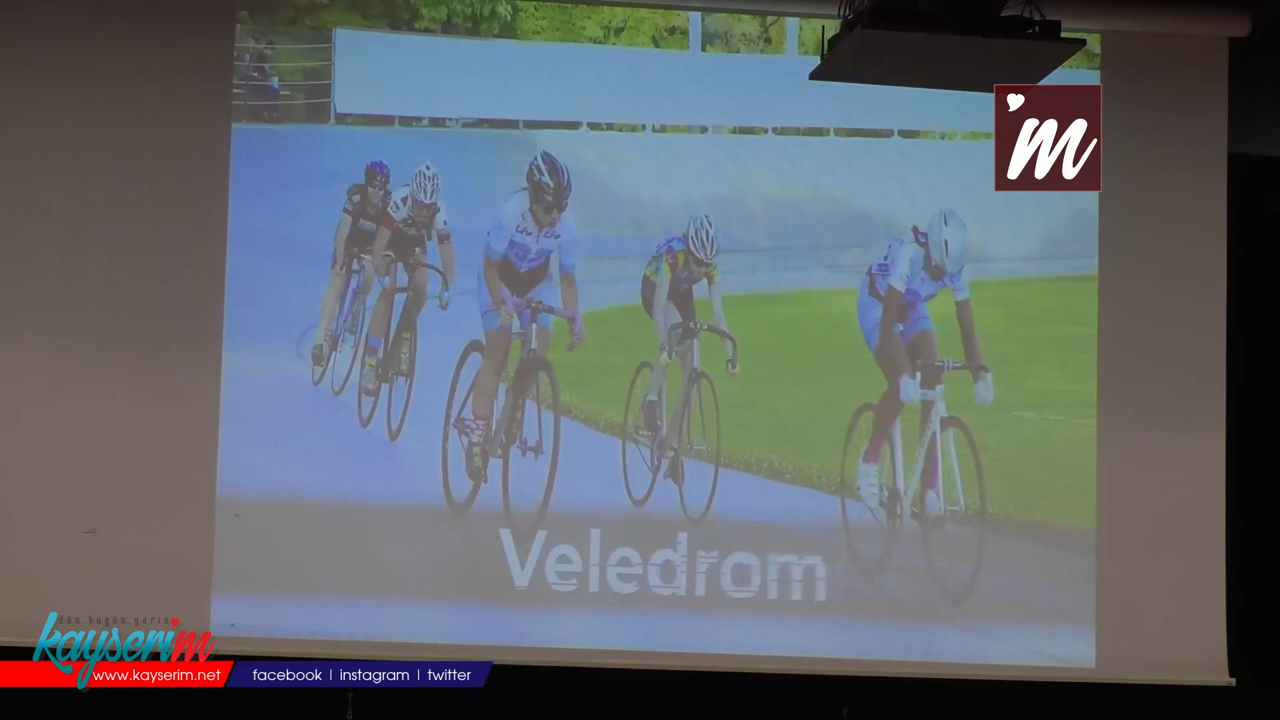 'm
Veledrom
dün.bugün.yarın
kayserim
www.kayserim.net
facebook | instagram | twitter